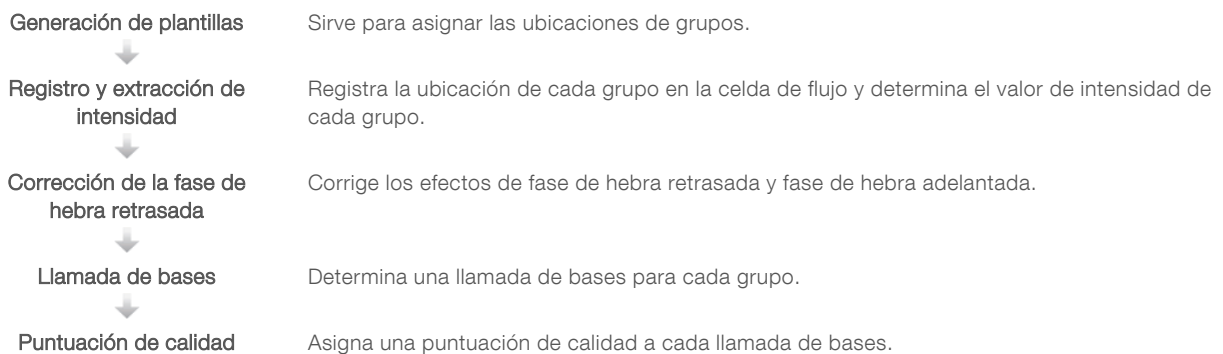 Generación de plantillas
Sirve para asignar las ubicaciones de grupos.
Registro y extracción de
intensidad
Registra la ubicación de cada grupo en la celda de flujo y determina el valor de intensidad de
cada grupo.
Corrección de la fase de
hebra retrasada
Corrige los efectos de fase de hebra retrasada y fase de hebra adelantada.
Llamada de bases
Determina una llamada de bases para cada grupo.
Puntuación de calidad
Asigna una puntuación de calidad a cada llamada de bases.